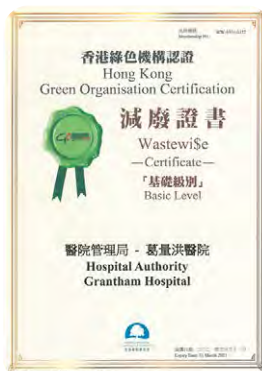 香港綠色機構認證
Hong Kong
Green Organisation Certification
減廢證書
Wastewi$e
—Certificate—
「基礎級別」
Basic Level
醫院管理局 - 葛量洪醫院
Hospital Authority
Grantham Hospital